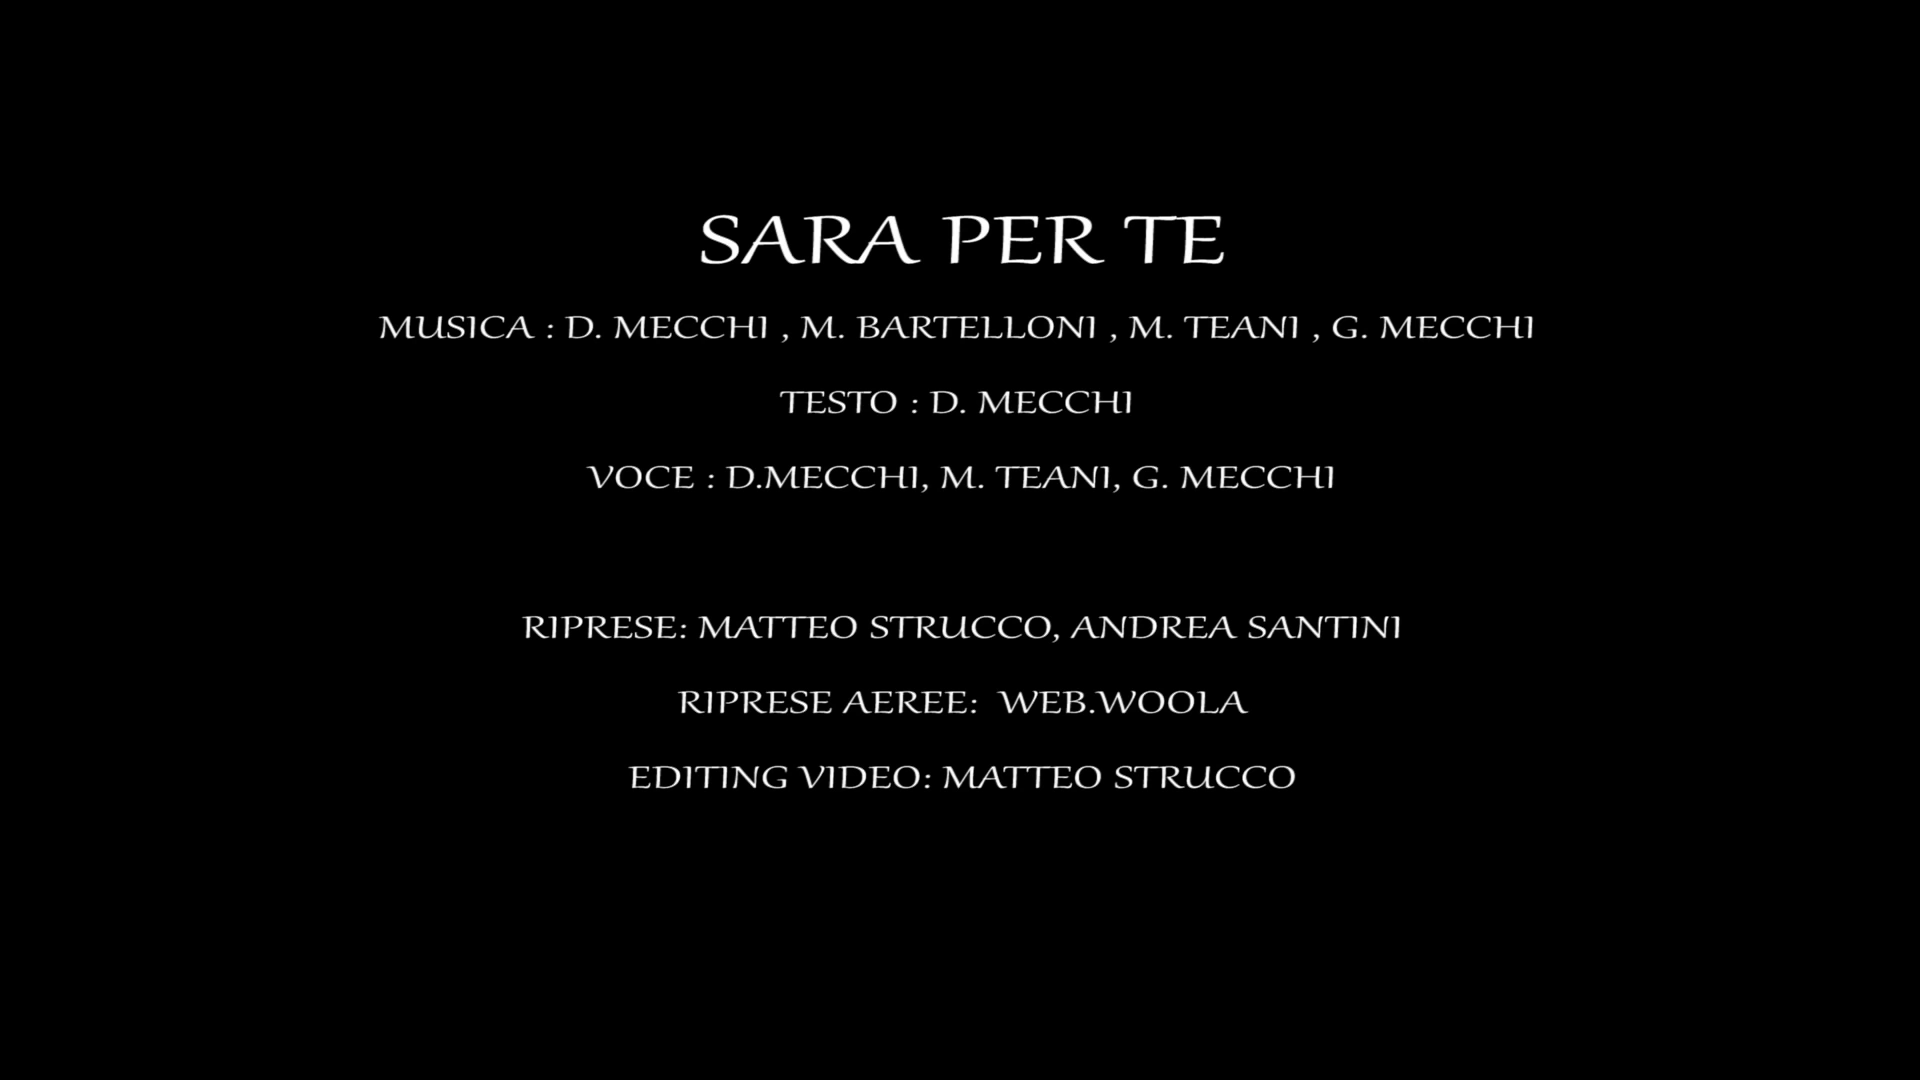 SARA PER TE
MUSICA : D. MECCHI , M. BARTELLONI , M. TEANI , G. MECCHI
TESTO : D. MECCHI
VOCE : D.MECCHI, M. TEANI, G. MECCHI
RIPRESE: MATTEO STRUCCO, ANDREA SANTINI
RIPRESE AEREE:  WEB.WOOLA
EDITING VIDEO: MATTEO STRUCCO